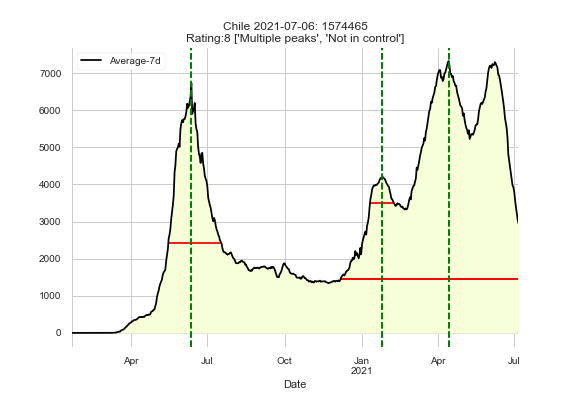 Chile 2021-07-06: 1574465
Rating:8 ['Multiple peaks', 'Not in control']
Average-7d
7000
6000
5000
4000
3000
2000
1000
0
Apr Jul Oct Jan Apr Jul
2021
Date